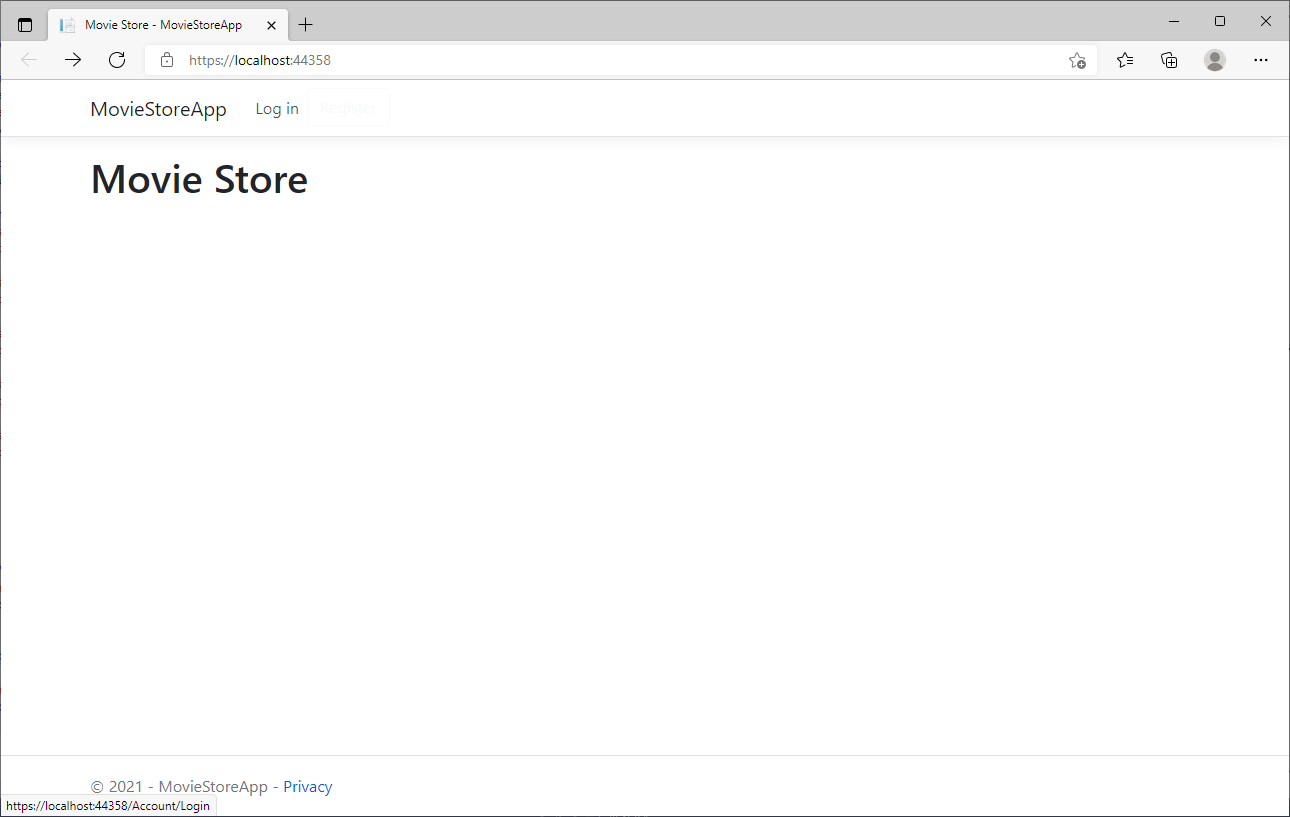 Movie Store - MovieStoreApp
https://localhost:44358
MovieStoreApp Log in Register
Movie Store
© 2021 - MovieStoreApp - Privacy
https://localhost:44358/Account/Login